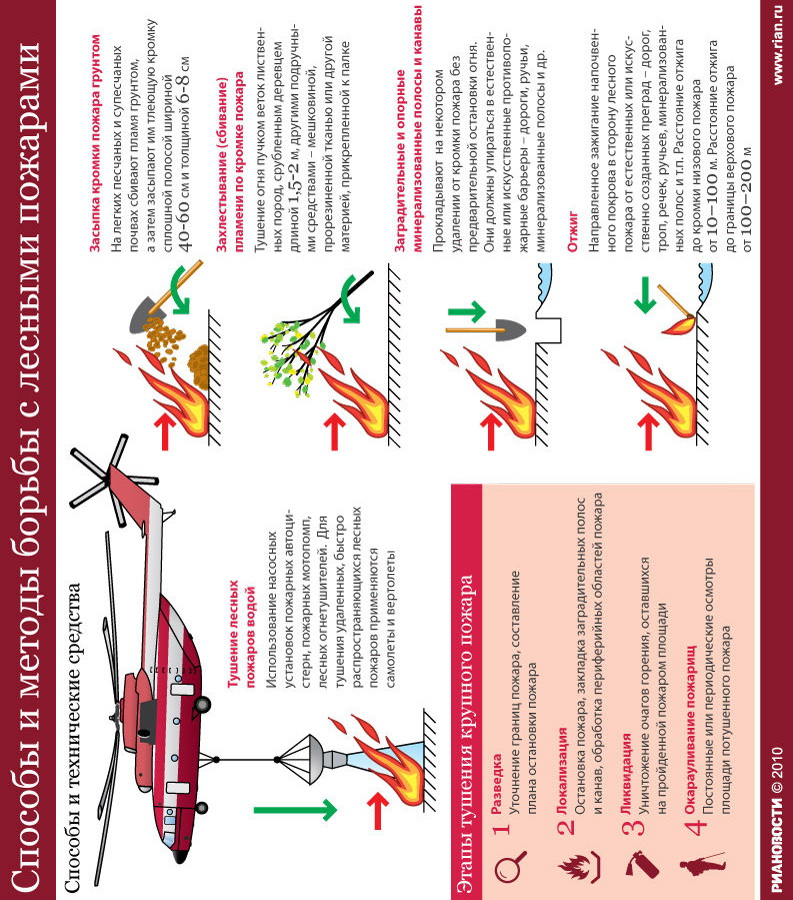 Способы и методы борьбы с лесными пожарами
Способы и технические средства
Тушение лесных
пожаров водой
Использование насосных
установок пожарных автоци-
стерн, пожарных мотопомп,
лесных огнетушителей. Для
тушения удаленных, быстро
распространяющихся лесных
пожаров применяются
самолеты и вертолеты
Засыпка кромки пожара грунтом
На легких песчаных и супесчаных
почвах сбивают пламя грунтом,
а затем засыпают им тлеющую кромку
сплошной полосой шириной
40-60 см и толщиной 6-8 см
Захлестывание (сбивание)
пламени по кромке пожара
Тушение огня пучком веток листвен-
ных пород, срубленным деревцем
длиной 1,5-2 м, другими подручны-
ми средствами – мешковиной,
прорезиненной тканью или другой
материей, прикрепленной к палке
Заградительные и опорные
минерализованные полосы и канавы
Прокладывают на некотором
удалении от кромки пожара без
предварительной остановки огня.
Они должны упираться в естествен-
ные или искусственные противопо-
жарные барьеры – дороги, ручьи,
минерализованные полосы и др.
Отжиг
Направленное зажигание напочвен-
ного покрова в сторону лесного
пожара от естественных или искус-
ственно созданных преград – дорог,
троп, речек, ручьев, минерализован-
ных полос и т.п. Расстояние отжига
до кромки низового пожара
от 10–100 м. Расстояние отжига
до границы верхового пожара
от 100–200 м
Этапы тушения крупного пожара
1 Разведка
Уточнение границ пожара, составление
плана остановки пожара
2 Локализация
Остановка пожара, закладка заградительных полос
и канав, обработка периферийных областей пожара
3 Ликвидация
Уничтожение очагов горения, оставшихся
на пройденной пожаром площади
4 Окарауливание пожарищ
Постоянные или периодические осмотры
площади потушенного пожара
РИАНОВОСТИ © 2010
www.rian.ru